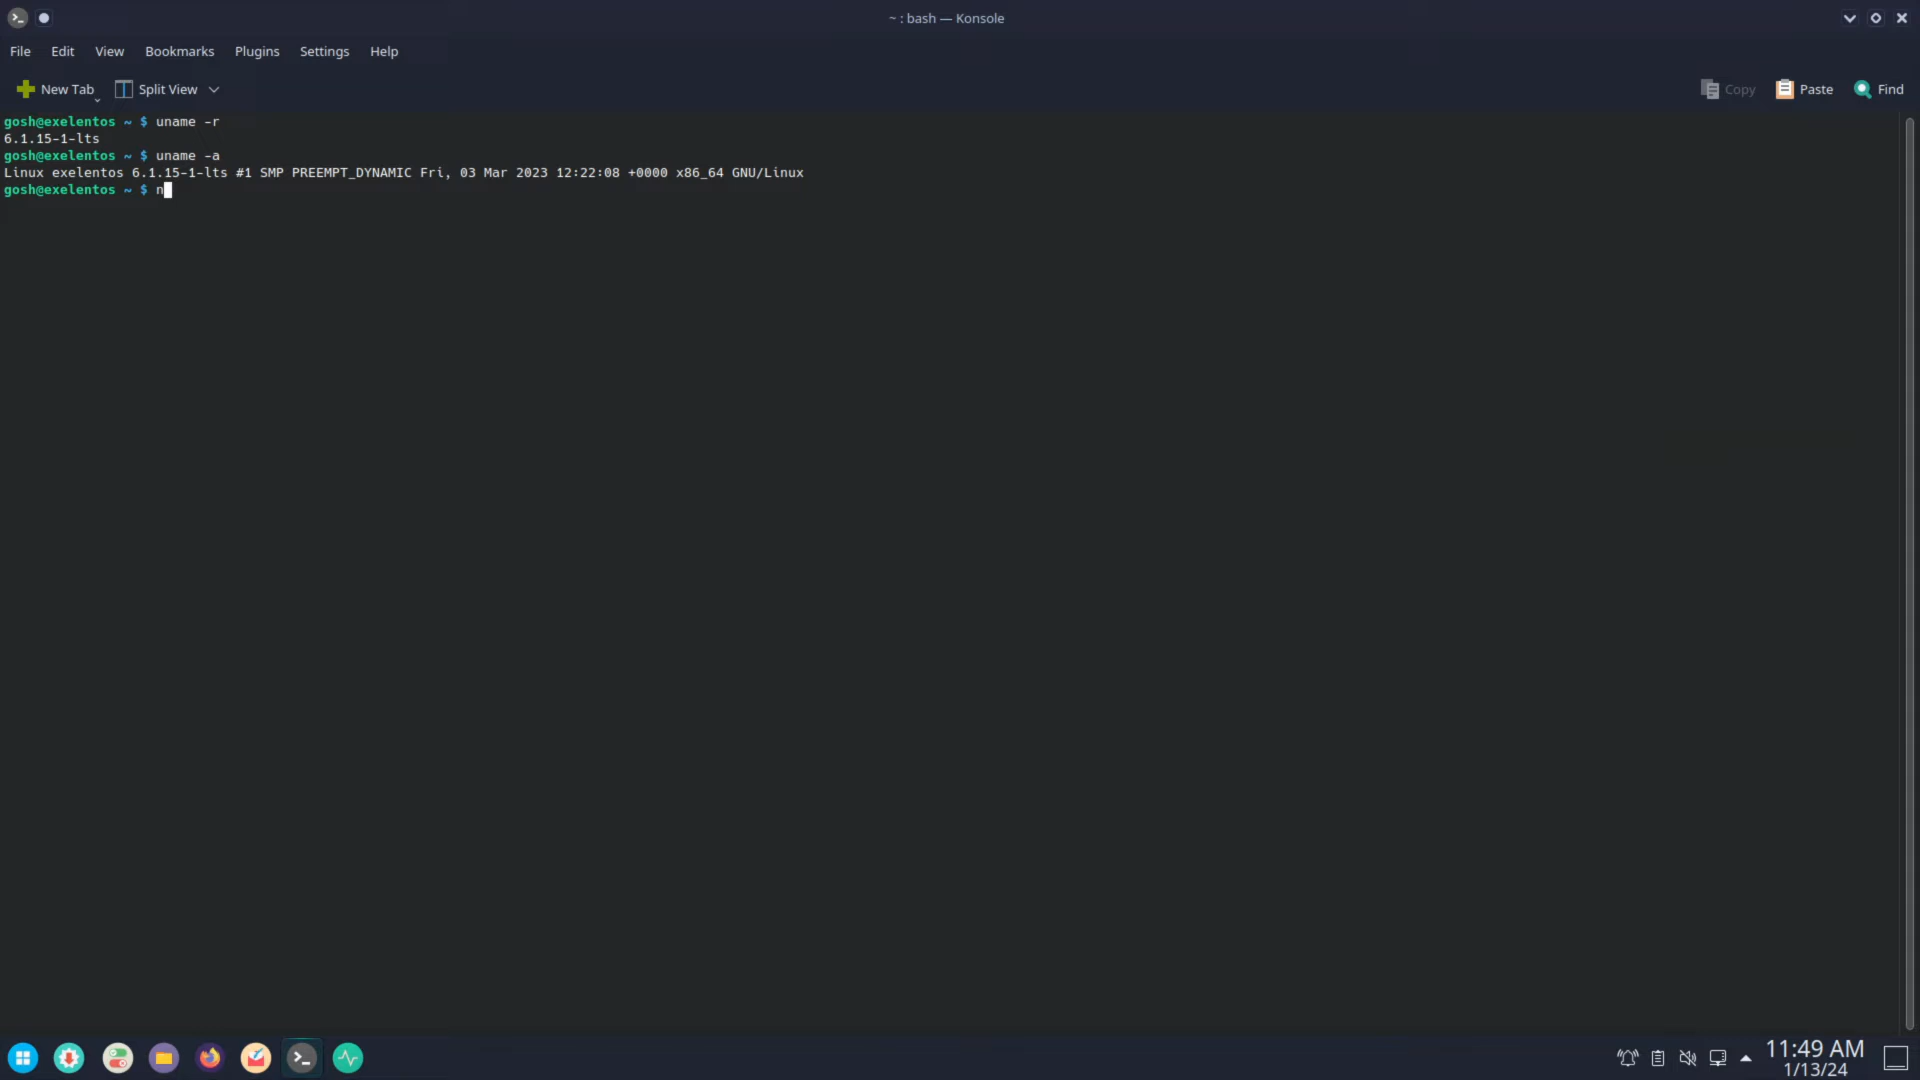 ~ : bash — Konsole
File Edit View Bookmarks Plugins Settings Help
New Tab Split View Copy Paste Find
gosh@exelentos ~ $ uname -r
6.1.15-1-lts
gosh@exelentos ~ $ uname -a
Linux exelentos 6.1.15-1-lts #1 SMP PREEMPT_DYNAMIC Fri, 03 Mar 2023 12:22:08 +0000 x86_64 GNU/Linux
gosh@exelentos ~ $ n
11:49 AM
1/13/24